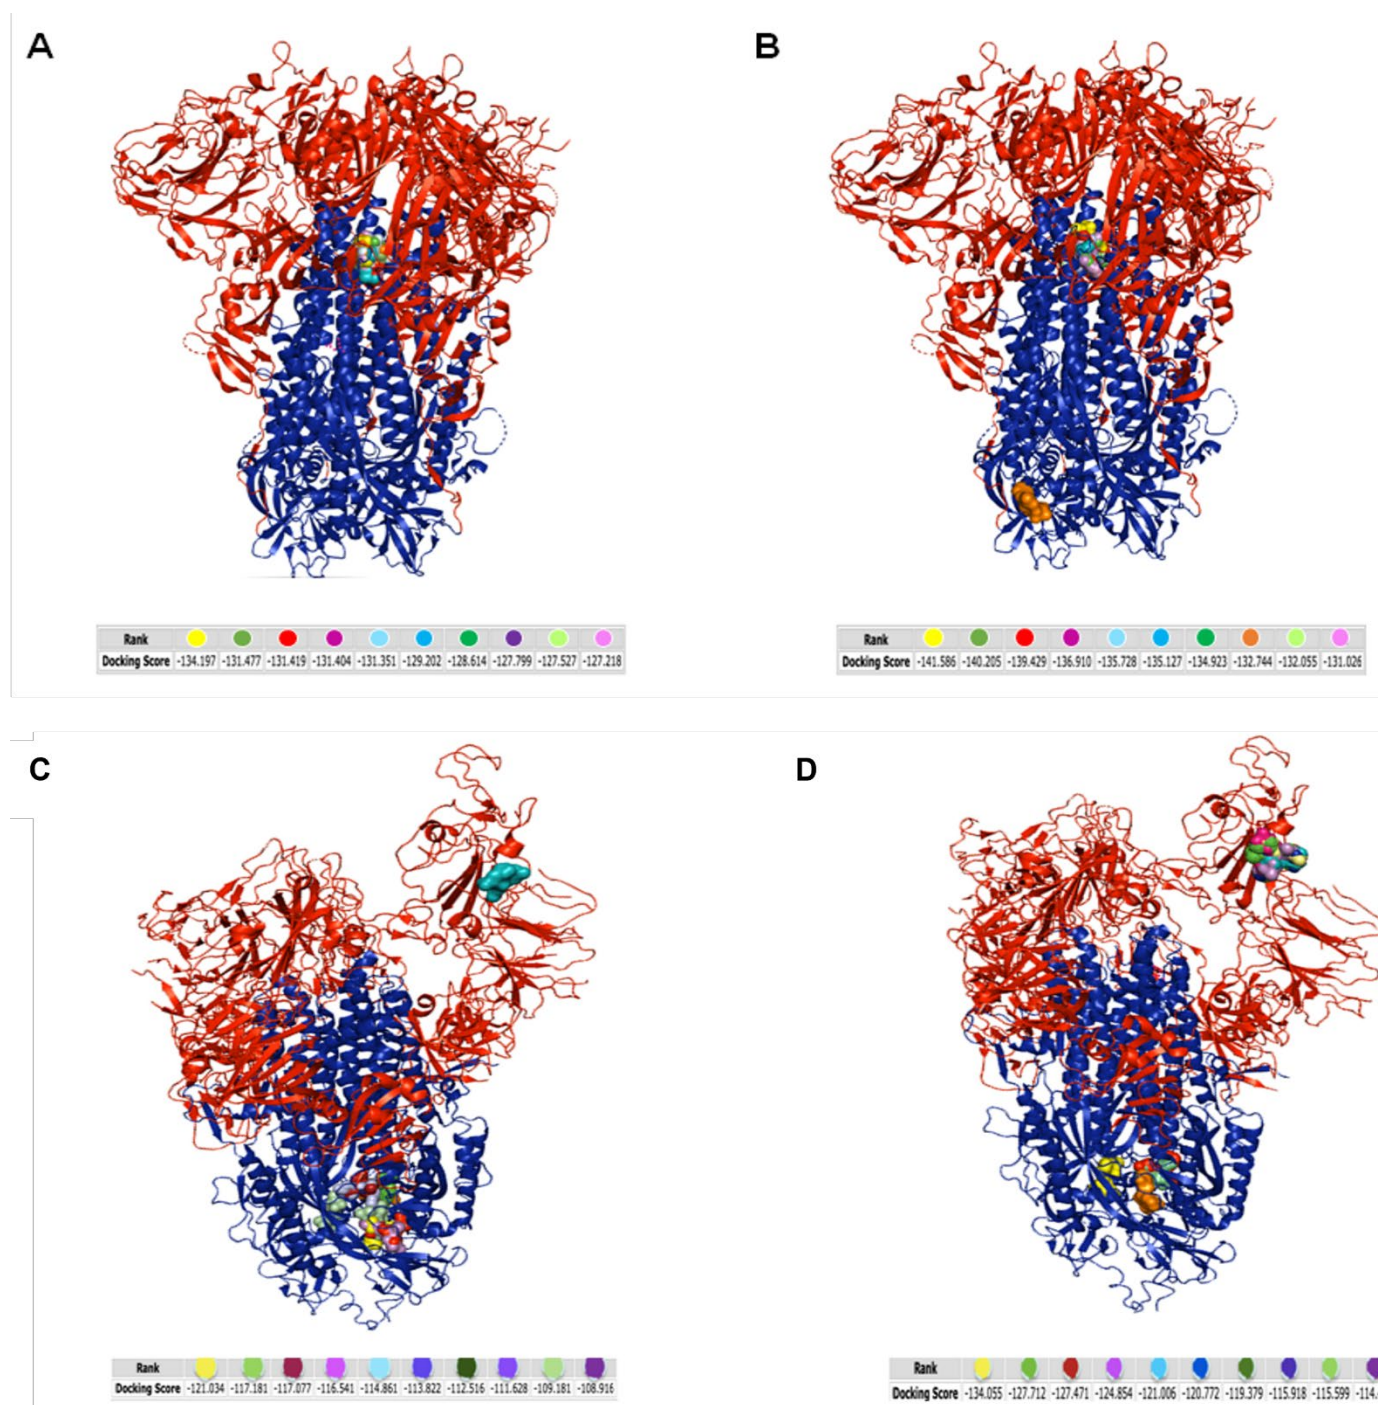 A
B
Rank
Docking Score -134.197 -131.477 -131.419 -131.404 -131.351 -129.202 -128.614 -127.799 -127.527 -127.218
Rank
Docking Score -141.586 -140.205 -139.429 -136.910 -135.728 -135.127 -134.923 -132.744 -132.055 -131.026
C
D
Rank
Docking Score -121.034 -117.181 -117.077 -116.541 -114.861 -113.822 -112.516 -111.628 -109.181 -108.916
Rank
Docking Score -134.055 -127.712 -127.471 -124.854 -121.006 -120.772 -119.379 -115.918 -115.599